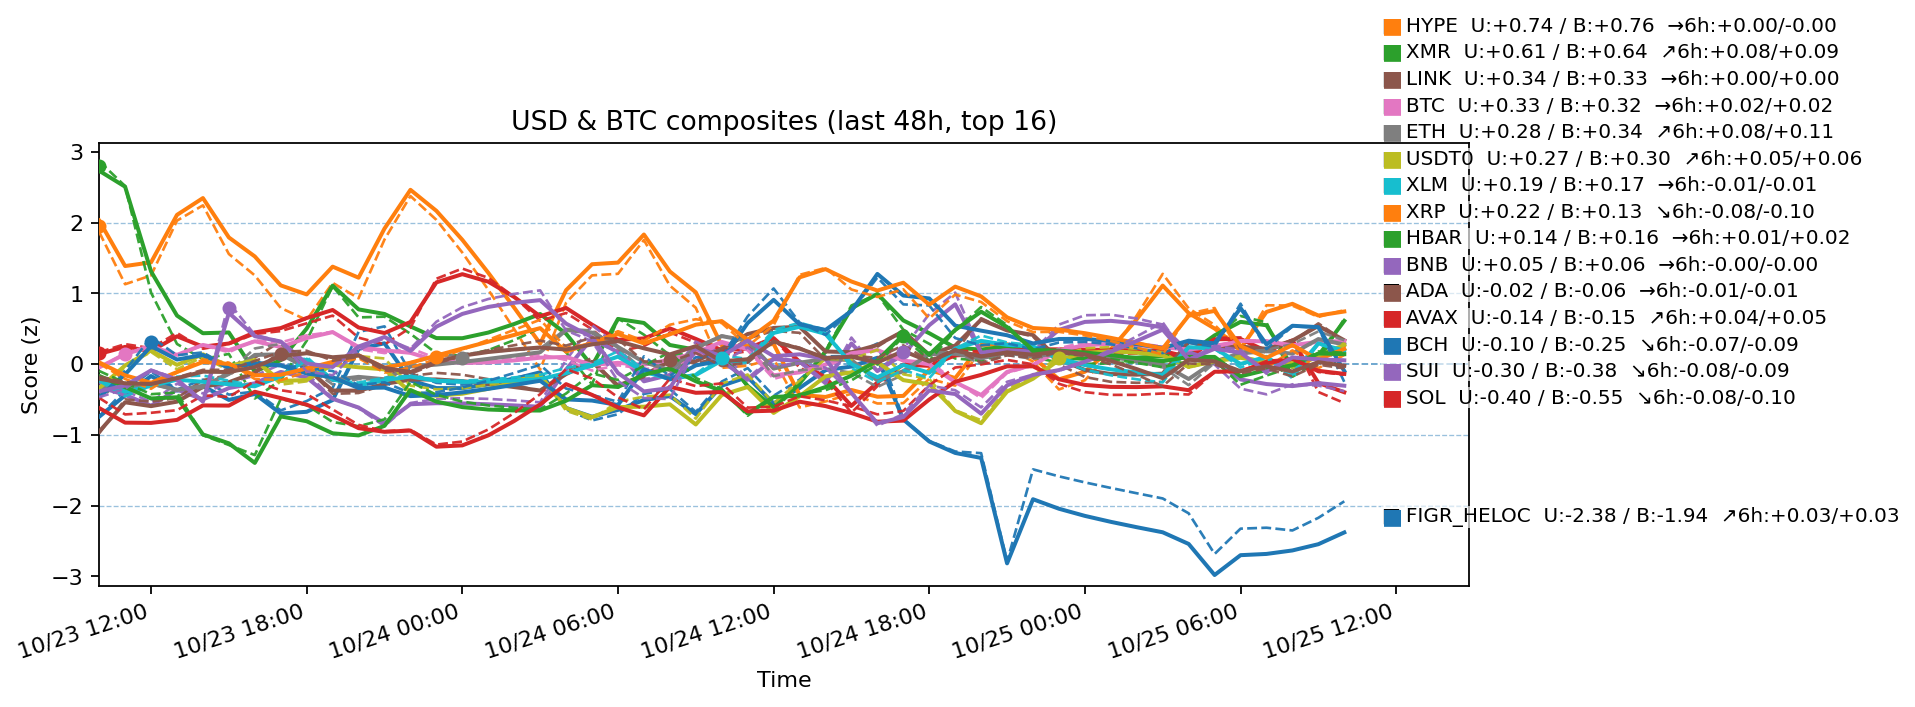 HYPE U:+0.74 / B:+0.76 →6h:+0.00/-0.00
XMR U:+0.61 / B:+0.64 ↗6h:+0.08/+0.09
LINK U:+0.34 / B:+0.33 →6h:+0.00/+0.00
BTC U:+0.33 / B:+0.32 →6h:+0.02/+0.02
ETH U:+0.28 / B:+0.34 ↗6h:+0.08/+0.11
USDT0 U:+0.27 / B:+0.30 ↗6h:+0.05/+0.06
XLM U:+0.19 / B:+0.17 →6h:-0.01/-0.01
XRP U:+0.22 / B:+0.13 ↘6h:-0.08/-0.10
HBAR U:+0.14 / B:+0.16 →6h:+0.01/+0.02
BNB U:+0.05 / B:+0.06 →6h:-0.00/-0.00
ADA U:-0.02 / B:-0.06 →6h:-0.01/-0.01
AVAX U:-0.14 / B:-0.15 ↗6h:+0.04/+0.05
BCH U:-0.10 / B:-0.25 ↘6h:-0.07/-0.09
SUI U:-0.30 / B:-0.38 ↘6h:-0.08/-0.09
SOL U:-0.40 / B:-0.55 ↘6h:-0.08/-0.10
FIGR_HELOC U:-2.38 / B:-1.94 ↗6h:+0.03/+0.03
USD & BTC composites (last 48h, top 16)
Score (z)
3
2
1
0
−1
−2
−3
10/23 12:00
10/23 18:00
10/24 00:00
10/24 06:00
10/24 12:00
10/24 18:00
10/25 00:00
10/25 06:00
10/25 12:00
Time